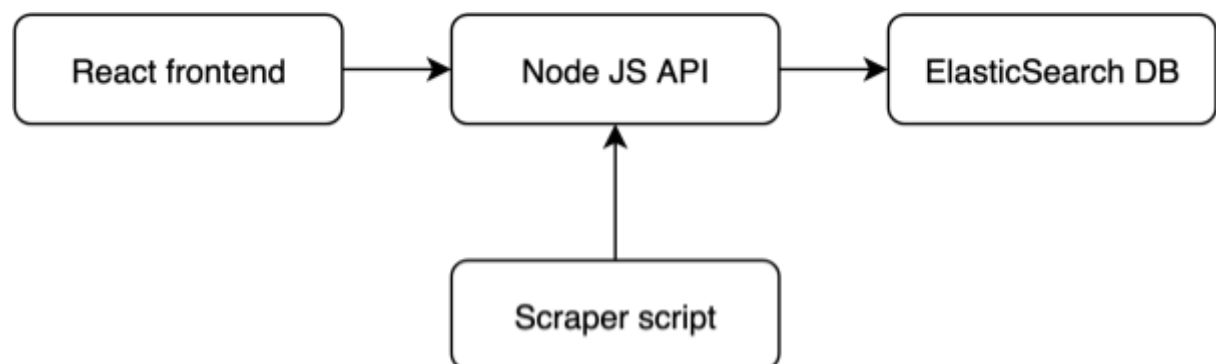 React frontend
Node JS API
ElasticSearch DB
Scraper script